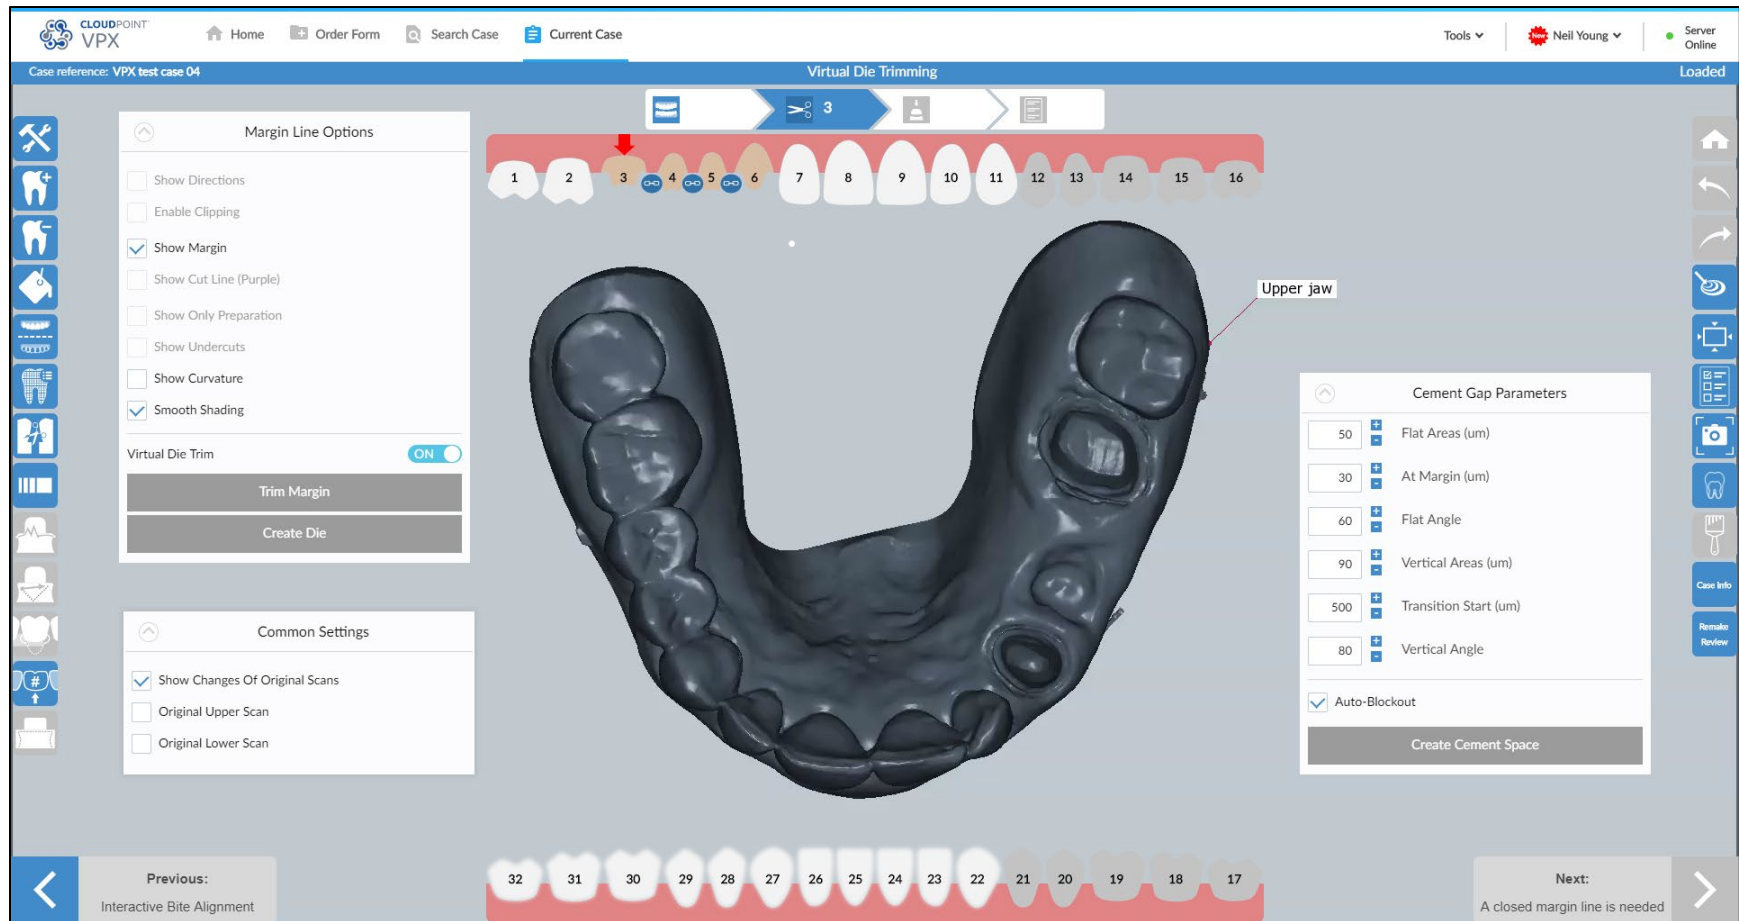 CLOUDPOINT
VPX
Home
Order Form
Search Case
Current Case
Tools
New
Neil Young
Server
Online
Case reference: VPX test case 04
Virtual Die Trimming
Loaded
3
Margin Line Options
Show Directions
Enable Clipping
Show Margin
Show Cut Line (Purple)
Show Only Preparation
Show Undercuts
Show Curvature
Smooth Shading
Virtual Die Trim
ON
Trim Margin
Create Die
Common Settings
Show Changes Of Original Scans
Original Upper Scan
Original Lower Scan
1 2 3 4 5 6 7 8 9 10 11 12 13 14 15 16
Upper jaw
Cement Gap Parameters
50 + - Flat Areas (um)
30 + - At Margin (um)
60 + - Flat Angle
90 + - Vertical Areas (um)
500 + - Transition Start (um)
80 + - Vertical Angle
Auto-Blockout
Create Cement Space
Case Info
Remake
Review
#
32 31 30 29 28 27 26 25 24 23 22 21 20 19 18 17
Previous:
Interactive Bite Alignment
Next:
A closed margin line is needed